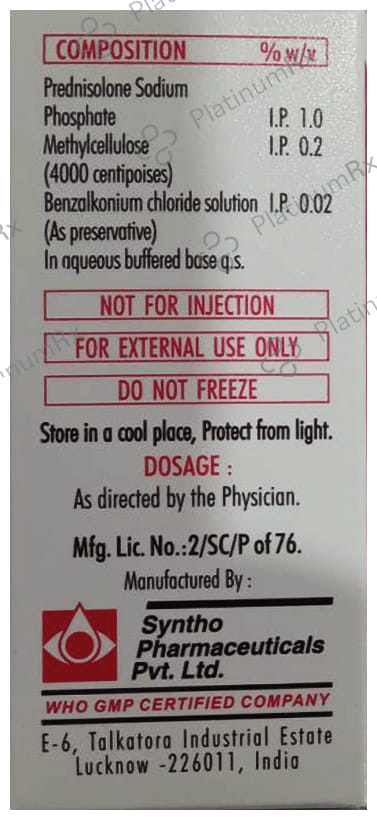 COMPOSITION % w/v
Prednisolone Sodium
Phosphate I.P. 1.0
Methylcellulose I.P. 0.2
(4000 centipoises)
Benzalkonium chloride solution I.P. 0.02
(As preservative)
In aqueous buffered base q.s.
NOT FOR INJECTION
FOR EXTERNAL USE ONLY
DO NOT FREEZE
Store in a cool place, Protect from light.
DOSAGE :
As directed by the Physician.
Mfg. Lic. No.:2/SC/P of 76.
Manufactured By :
Syntho
Pharmaceuticals
Pvt. Ltd.
WHO GMP CERTIFIED COMPANY
E-6, Talkatora Industrial Estate
Lucknow -226011, India
PlatinumRx
PlatinumRx